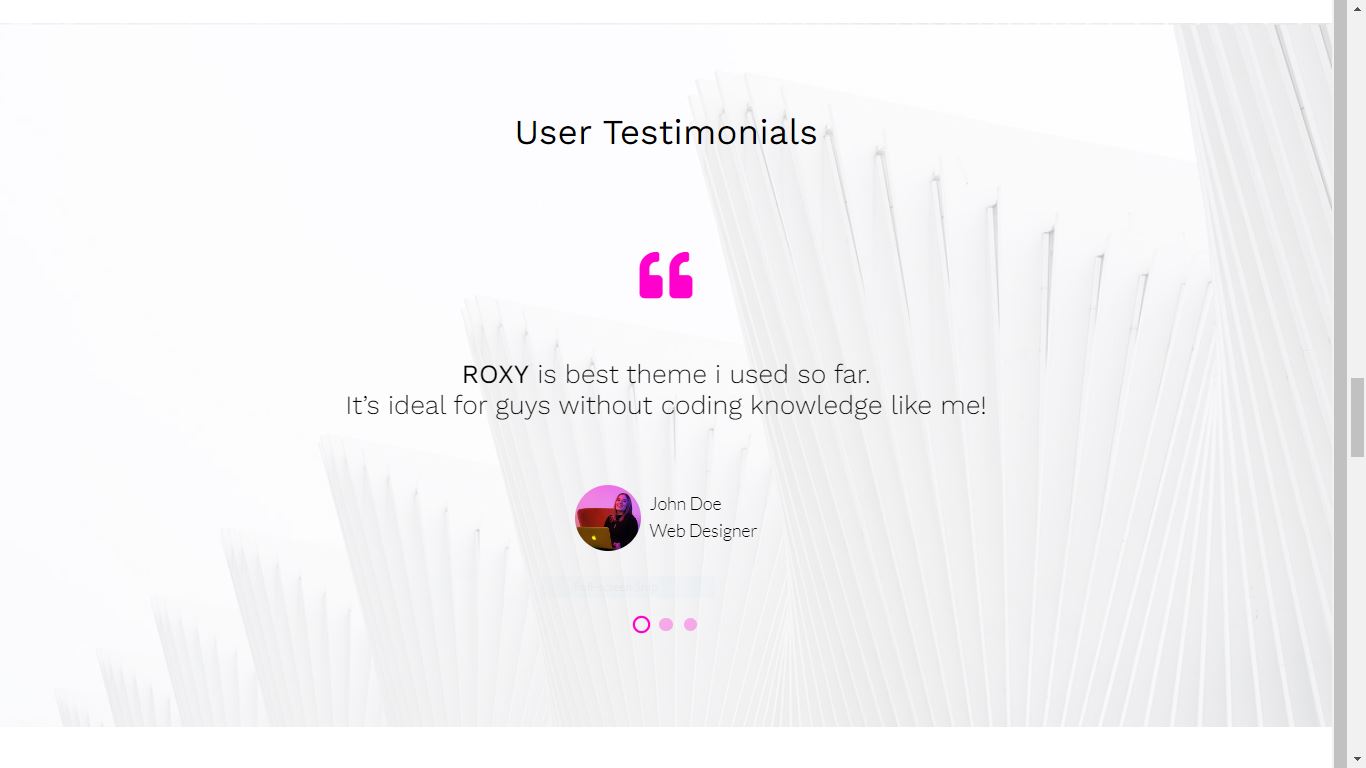 User Testimonials
ROXY is best theme i used so far.
It’s ideal for guys without coding knowledge like me!
John Doe
Web Designer